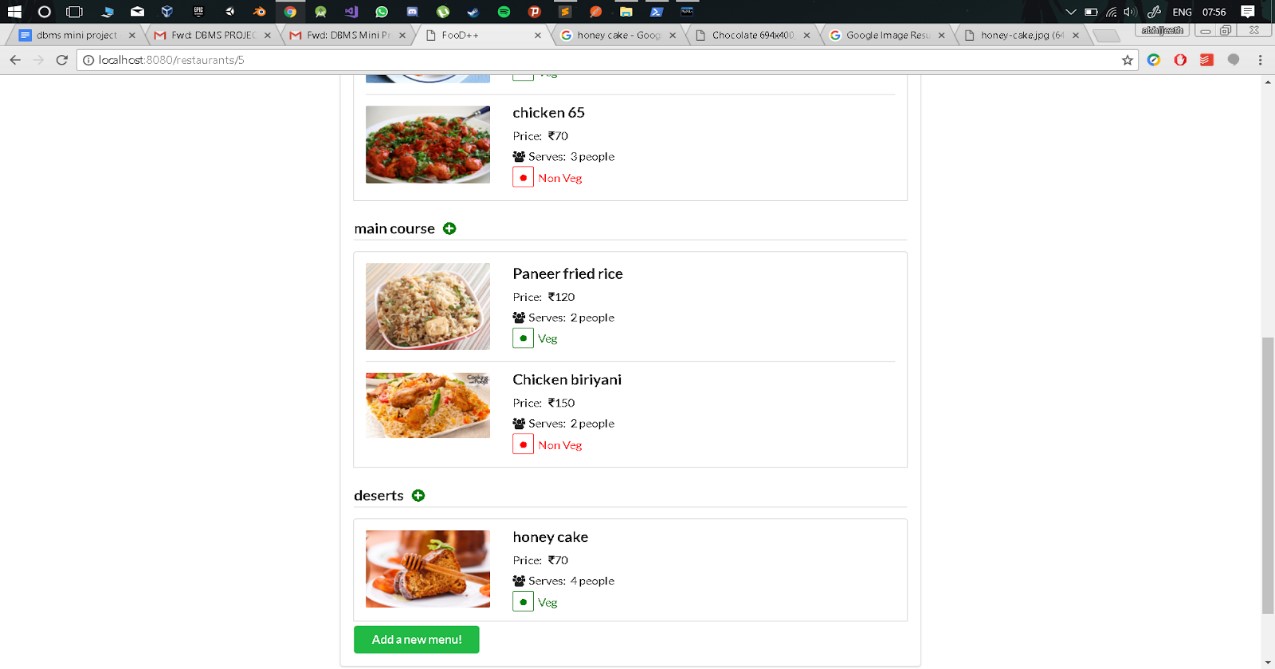 ENG 07:56
dbms mini project
Fwd: DBMS PROJEC
Fwd: DBMS Mini Pr
FooD++
honey cake - Goog
Chocolate 694x400
Google Image Resu
honey-cake.jpg (64
abhijeeth
localhost:8080/restaurants/5
Veg
chicken 65
Price: ₹70
Serves: 3 people
Non Veg
main course
Paneer fried rice
Price: ₹120
Serves: 2 people
Veg
Chicken biriyani
Price: ₹150
Serves: 2 people
Non Veg
deserts
honey cake
Price: ₹70
Serves: 4 people
Veg
Add a new menu!